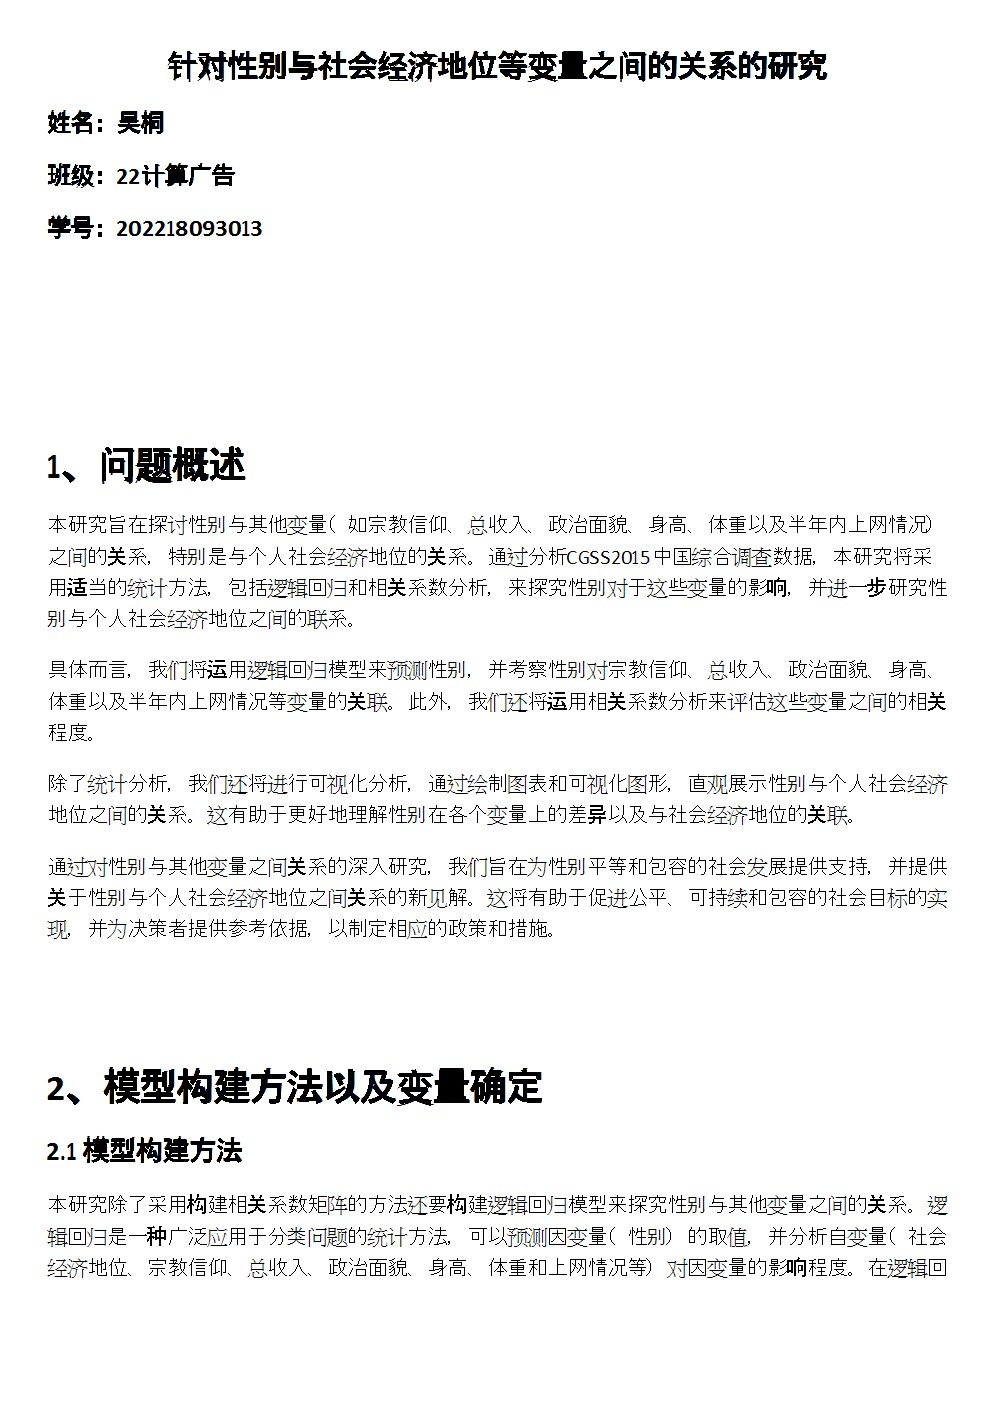 针对性别与社会经济地位等变量之间的关系的研究
姓名：吴桐
班级：22计算广告
学号：202218093013
1、问题概述
本研究旨在探讨性别与其他变量（如宗教信仰、总收入、政治面貌、身高、体重以及半年内上网情况）
之间的关系，特别是与个人社会经济地位的关系。通过分析CGSS2015中国综合调查数据，本研究将采
用适当的统计方法，包括逻辑回归和相关系数分析，来探究性别对于这些变量的影响，并进一步研究性
别与个人社会经济地位之间的联系。
具体而言，我们将运用逻辑回归模型来预测性别，并考察性别对宗教信仰、总收入、政治面貌、身高、
体重以及半年内上网情况等变量的关联。此外，我们还将运用相关系数分析来评估这些变量之间的相关
程度。
除了统计分析，我们还将进行可视化分析，通过绘制图表和可视化图形，直观展示性别与个人社会经济
地位之间的关系。这有助于更好地理解性别在各个变量上的差异以及与社会经济地位的关联。
通过对性别与其他变量之间关系的深入研究，我们旨在为性别平等和包容的社会发展提供支持，并提供
关于性别与个人社会经济地位之间关系的新见解。这将有助于促进公平、可持续和包容的社会目标的实
现，并为决策者提供参考依据，以制定相应的政策和措施。
2、模型构建方法以及变量确定
2.1 模型构建方法
本研究除了采用构建相关系数矩阵的方法还要构建逻辑回归模型来探究性别与其他变量之间的关系。逻
辑回归是一种广泛应用于分类问题的统计方法，可以预测因变量（性别）的取值，并分析自变量（社会
经济地位、宗教信仰、总收入、政治面貌、身高、体重和上网情况等）对因变量的影响程度。在逻辑回